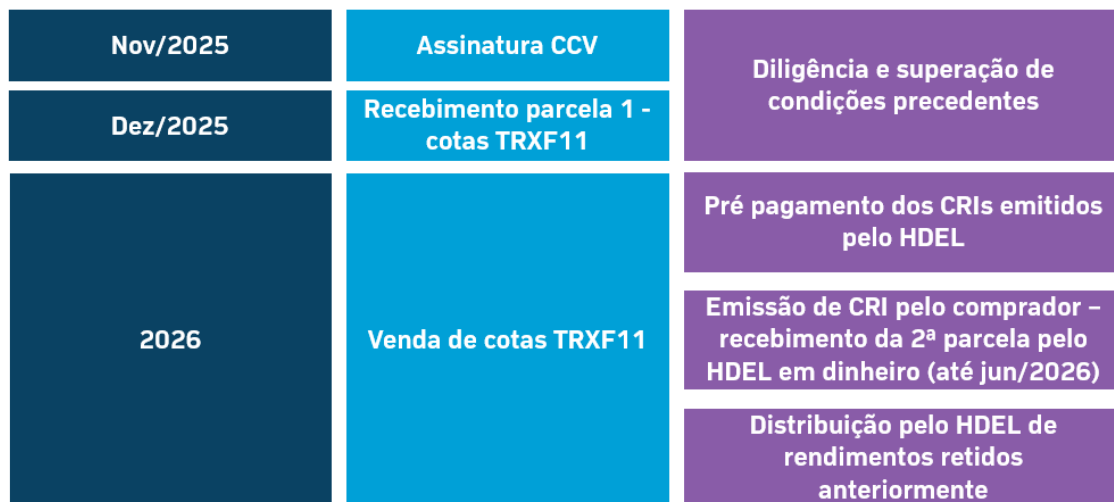 Nov/2025
Assinatura CCV
Diligência e superação de
condições precedentes
Dez/2025
Recebimento parcela 1 -
cotas TRXF11
2026
Venda de cotas TRXF11
Pré pagamento dos CRIs emitidos
pelo HDEL
Emissão de CRI pelo comprador –
recebimento da 2ª parcela pelo
HDEL em dinheiro (até jun/2026)
Distribuição pelo HDEL de
rendimentos retidos
anteriormente